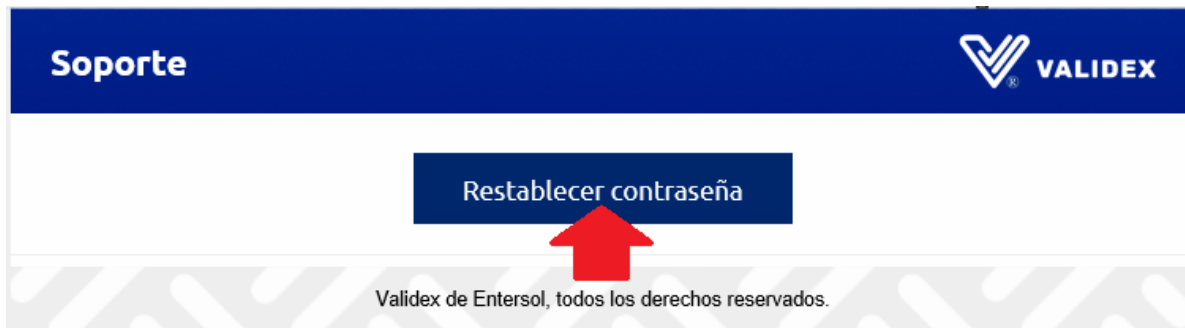 Soporte
VALIDEX
®
Restablecer contraseña
Validex de Entersol, todos los derechos reservados.